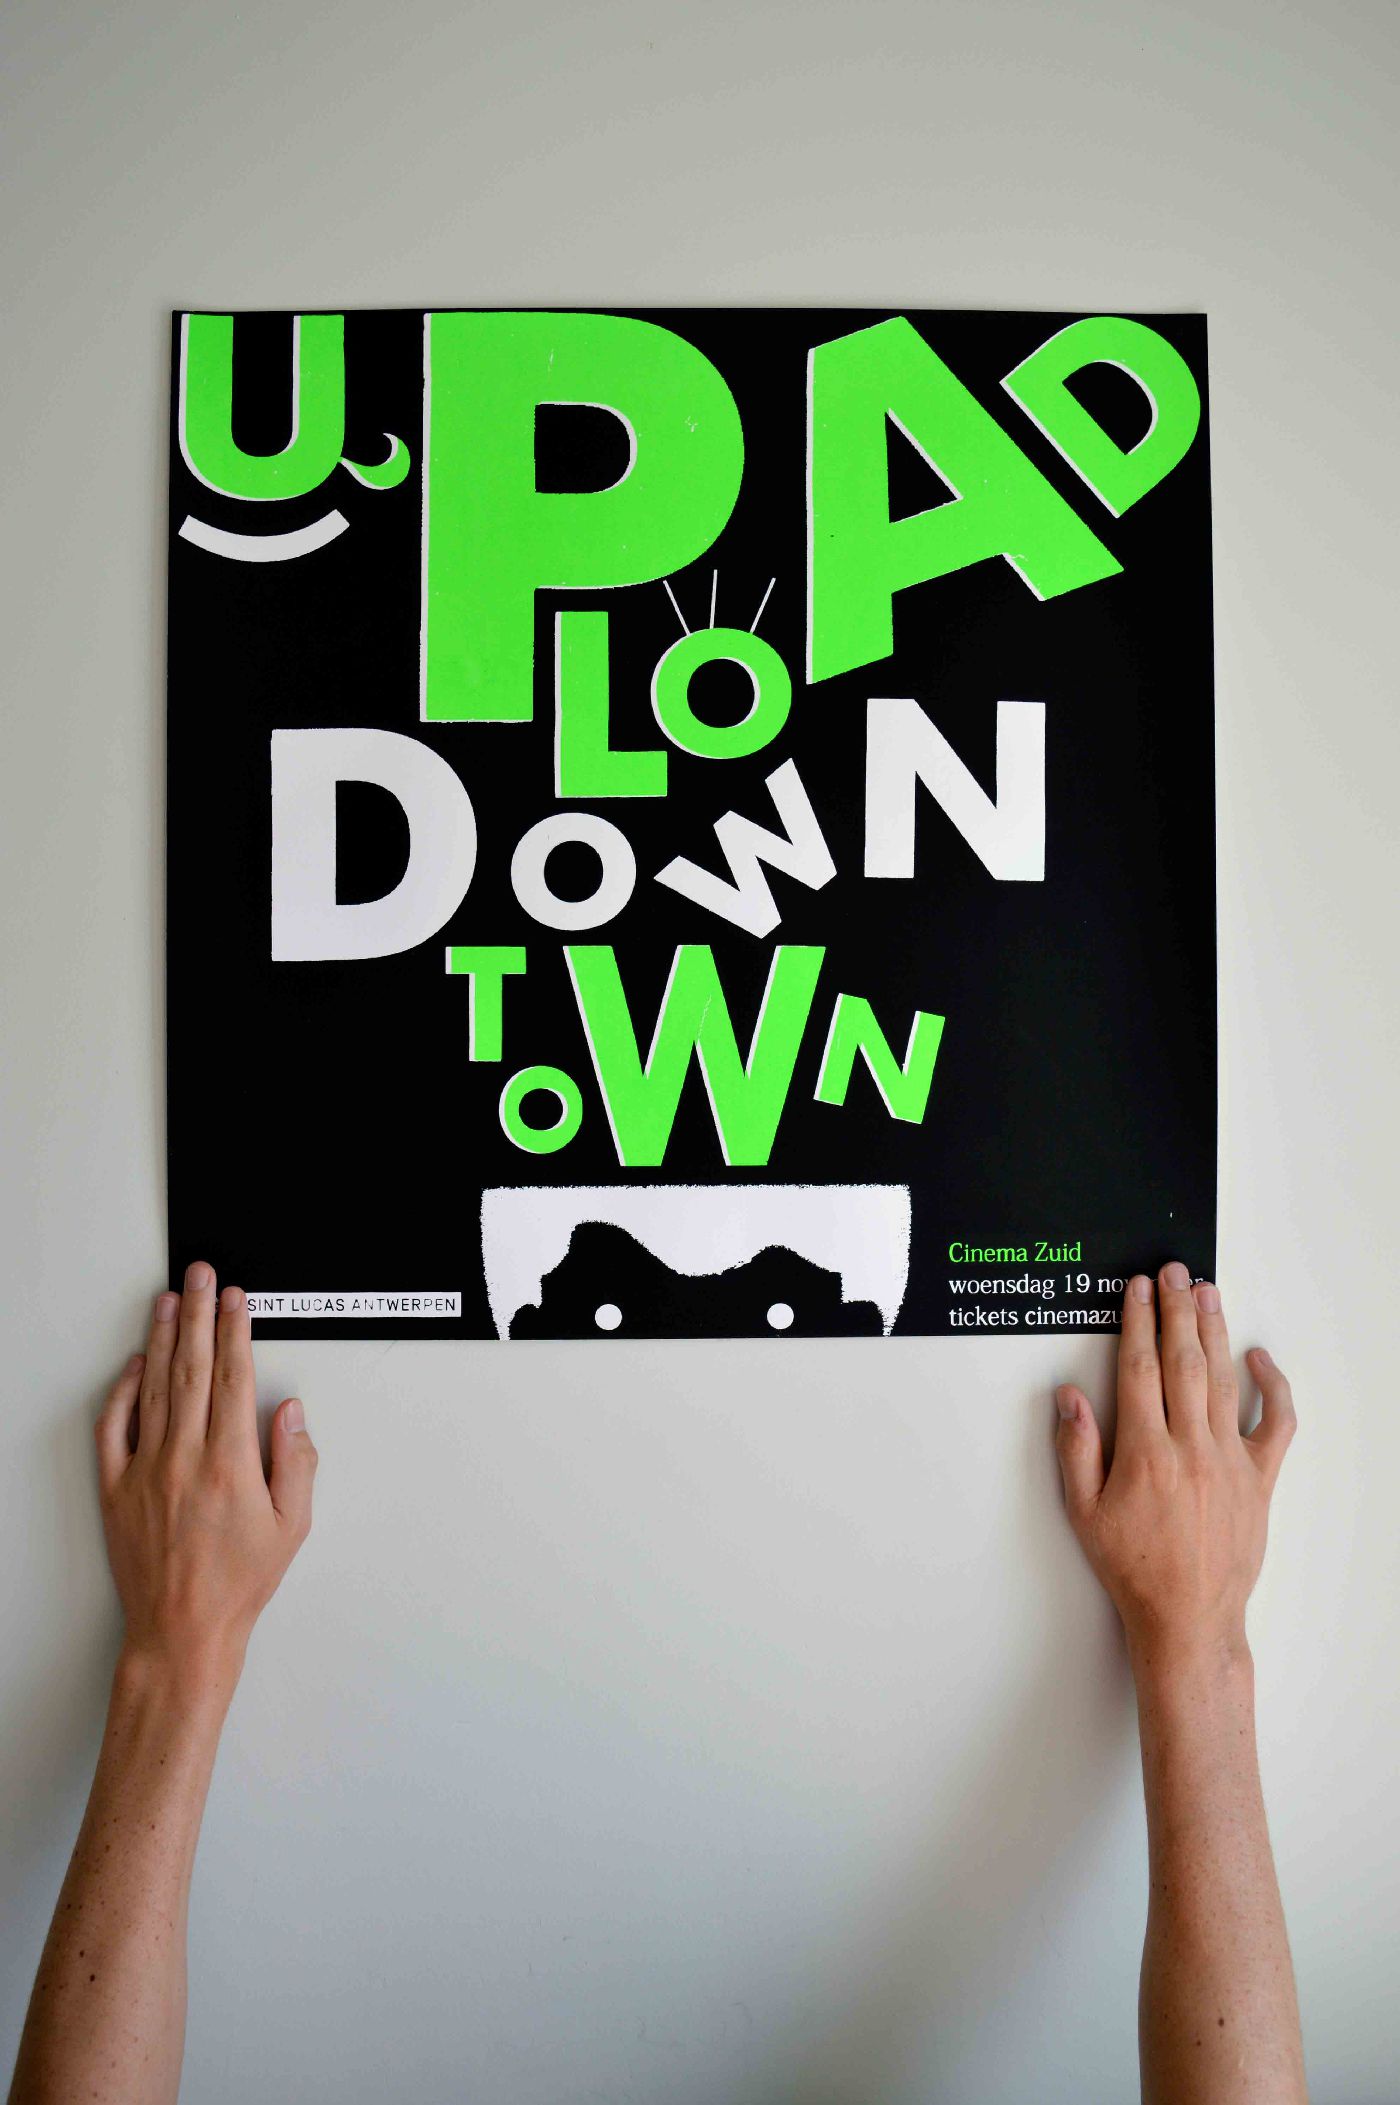 UPLOAD
DOWN
TOWN
Cinema Zuid
woensdag 19
tickets
SINT LUCAS ANTWERPEN